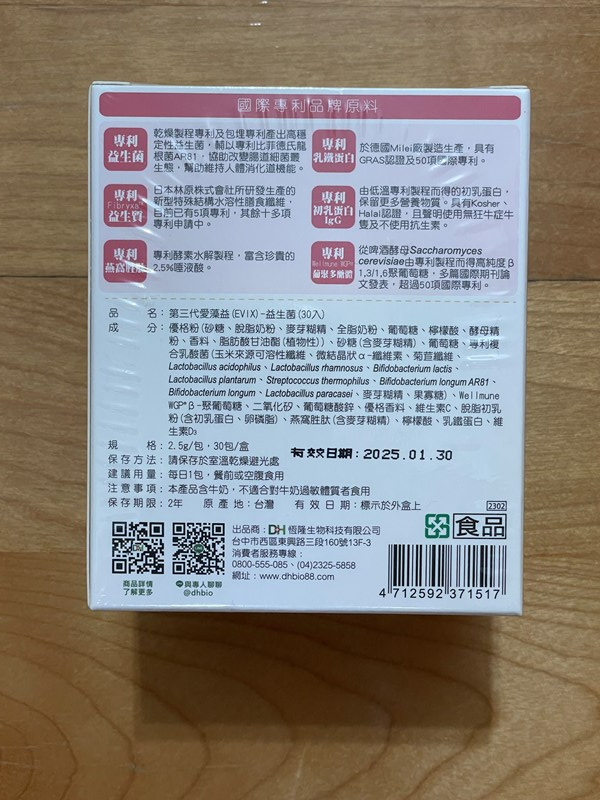 國際專利品牌原料
專利
益生菌
乾燥製程專利及包埋專利產出高穩
定性益生菌，輔以專利比菲德氏龍
根菌AR81，協助改變腸道細菌叢
生態，幫助維持人體消化道機能。
專利
乳鐵蛋白
於德國Milei廠製造生產，具有
GRAS認證及50項國際專利。
專利
Fibryxa™
益生質
日本林原株式會社所研發生產的
新型特殊結構水溶性膳食纖維，
目前已有5項專利，其餘十多項
專利申請中。
專利
初乳蛋白
IgG
由低溫專利製程而得的初乳蛋白，
保留更多營養物質。具有Kosher、
Halal認證，且聲明使用無狂牛症牛
隻及不使用抗生素。
專利
燕窩胜肽
專利酵素水解製程，富含珍貴的
2.5%唾液酸。
專利
Wellmune WGP®
葡聚多醣體
從啤酒酵母Saccharomyces
cerevisiae由專利製程而得高純度β
1,3/1,6聚葡萄糖，多篇國際期刊論
文發表，超過50項國際專利。
品名：第三代愛藻益(EVIX)-益生菌(30入)
成分：優格粉(砂糖、脫脂奶粉、麥芽糊精、全脂奶粉、葡萄糖、檸檬酸、酵母精
粉、香料、脂肪酸甘油酯(植物性))、砂糖(含麥芽糊精)、葡萄糖、專利複
合乳酸菌(玉米來源可溶性纖維、微結晶狀α-纖維素、菊苣纖維、
Lactobacillus acidophilus、Lactobacillus rhamnosus、Bifidobacterium lactis、
Lactobacillus plantarum、Streptococcus thermophilus、Bifidobacterium longum AR81、
Bifidobacterium longum、Lactobacillus paracasei、麥芽糊精、果寡糖)、Wellmune
WGP®β-聚葡萄糖、二氧化矽、葡萄糖酸鋅、優格香料、維生素C、脫脂初乳
粉(含初乳蛋白、卵磷脂)、燕窩胜肽(含麥芽糊精)、檸檬酸、乳鐵蛋白、維
生素D₃
規格：2.5g/包，30包/盒
有效日期：2025.01.30
保存方法：請保存於室溫乾燥避光處
建議用量：每日1包，餐前或空腹食用
注意事項：本產品含牛奶，不適合對牛奶過敏體質者食用
保存期限：2年 原產地：台灣 有效日期：標示於外盒上
2302
商品詳情
了解更多
與專人聊聊
@dhbio
出品商：DH恆隆生物科技有限公司
台中市西區東興路三段160號13F-3
消費者服務專線：
0800-555-085、(04)2325-5858
網址：www.dhbio88.com
食品
4 712592 371517